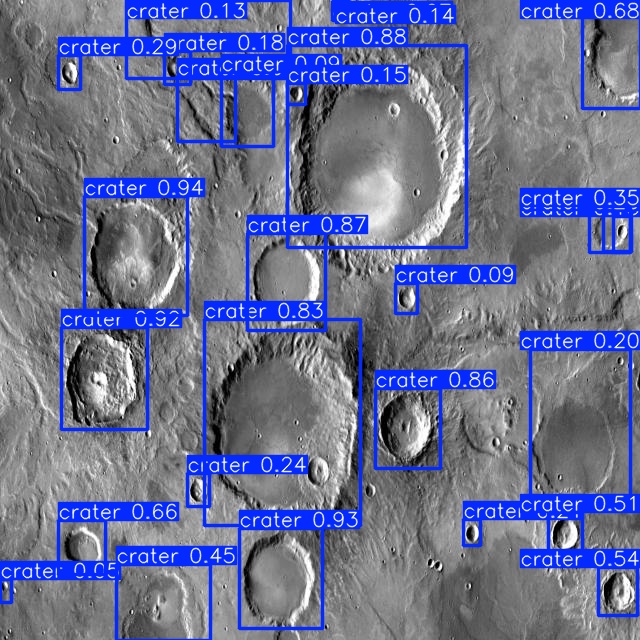 crater 0.13
crater 0.14
crater 0.68
crater 0.29
crater 0.18
crater 0.88
crater 0.09
crater 0.15
crater 0.94
crater 0.35
crater 0.87
crater 0.09
crater 0.83
crater 0.92
crater 0.20
crater 0.86
crater 0.24
crater 0.66
crater 0.51
crater 0.93
crater 0.45
crater 0.54
crater 0.05